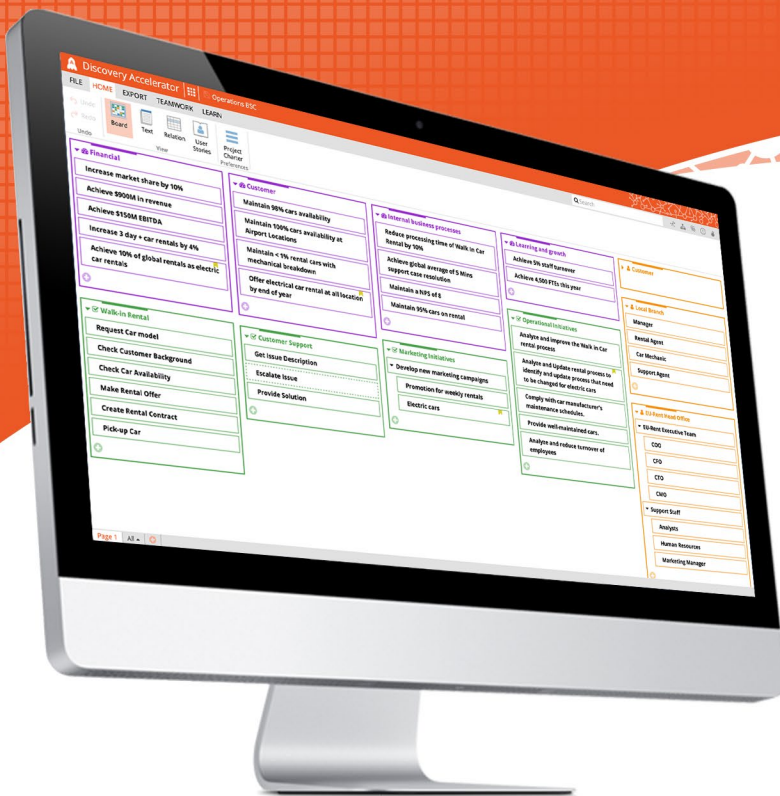 Discovery Accelerator
Operations BSC
FILE HOME EXPORT TEAMWORK LEARN
Undo
Redo
Undo
Board
Text
Relation
User
Stories
View
Project
Charter
Preferences
Search
Financial
Increase market share by 10%
Achieve $900M in revenue
Achieve $150M EBITDA
Increase 3 day + car rentals by 4%
Achieve 10% of global rentals as electric
car rentals
Customer
Maintain 98% cars availability
Maintain 100% cars availability at
Airport Locations
Maintain < 1% rental cars with
mechanical breakdown
Offer electrical car rental at all location
by end of year
Internal business processes
Reduce processing time of Walk in Car
Rental by 10%
Achieve global average of 5 Mins
support case resolution
Maintain a NPS of 8
Maintain 95% cars on rental
Learning and growth
Achieve 5% staff turnover
Achieve 4,500 FTEs this year
Customer
Local Branch
Manager
Rental Agent
Car Mechanic
Support Agent
Walk-in Rental
Request Car model
Check Customer Background
Check Car Availability
Make Rental Offer
Create Rental Contract
Pick-up Car
Customer Support
Get Issue Description
Escalate Issue
Provide Solution
Marketing Initiatives
Develop new marketing campaigns
Promotion for weekly rentals
Electric cars
Operational Initiatives
Analyze and improve the Walk in Car
rental process
Analyze and Update rental process to
identify and update process that need
to be changed for electric cars
Comply with car manufacturer's
maintenance schedules.
Provide well-maintained cars.
Analyze and reduce turnover of
employees
EU-Rent Head Office
EU-Rent Executive Team
COO
CFO
CTO
CMO
Support Staff
Analysts
Human Resources
Marketing Manager
Page 1 All